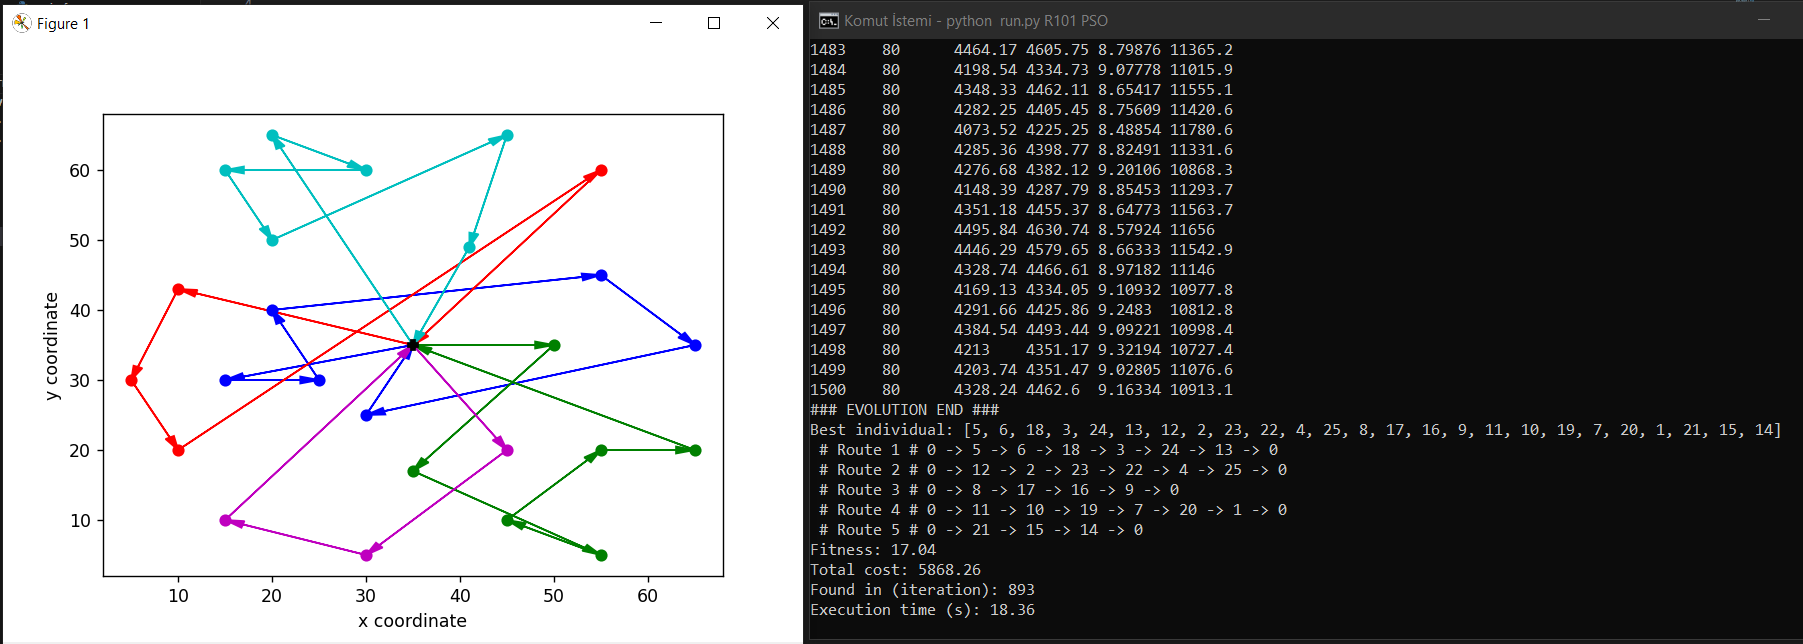 Figure 1
60
50
40
30
20
10
y coordinate
10 20 30 40 50 60
x coordinate
Komut İstemi - python run.py R101 PSO
1483 80 4464.17 4605.75 8.79876 11365.2
1484 80 4198.54 4334.73 9.07778 11015.9
1485 80 4348.33 4462.11 8.65417 11555.1
1486 80 4282.25 4405.45 8.75609 11420.6
1487 80 4073.52 4225.25 8.48854 11780.6
1488 80 4285.36 4398.77 8.82491 11331.6
1489 80 4276.68 4382.12 9.20106 10868.3
1490 80 4148.39 4287.79 8.85453 11293.7
1491 80 4351.18 4455.37 8.64773 11563.7
1492 80 4495.84 4630.74 8.57924 11656
1493 80 4446.29 4579.65 8.66333 11542.9
1494 80 4328.74 4466.61 8.97182 11146
1495 80 4169.13 4334.05 9.10932 10977.8
1496 80 4291.66 4425.86 9.2483 10812.8
1497 80 4384.54 4493.44 9.09221 10998.4
1498 80 4213 4351.17 9.32194 10727.4
1499 80 4203.74 4351.47 9.02805 11076.6
1500 80 4328.24 4462.6 9.16334 10913.1
### EVOLUTION END ###
Best individual: [5, 6, 18, 3, 24, 13, 12, 2, 23, 22, 4, 25, 8, 17, 16, 9, 11, 10, 19, 7, 20, 1, 21, 15, 14]
# Route 1 # 0 -> 5 -> 6 -> 18 -> 3 -> 24 -> 13 -> 0
# Route 2 # 0 -> 12 -> 2 -> 23 -> 22 -> 4 -> 25 -> 0
# Route 3 # 0 -> 8 -> 17 -> 16 -> 9 -> 0
# Route 4 # 0 -> 11 -> 10 -> 19 -> 7 -> 20 -> 1 -> 0
# Route 5 # 0 -> 21 -> 15 -> 14 -> 0
Fitness: 17.04
Total cost: 5868.26
Found in (iteration): 893
Execution time (s): 18.36